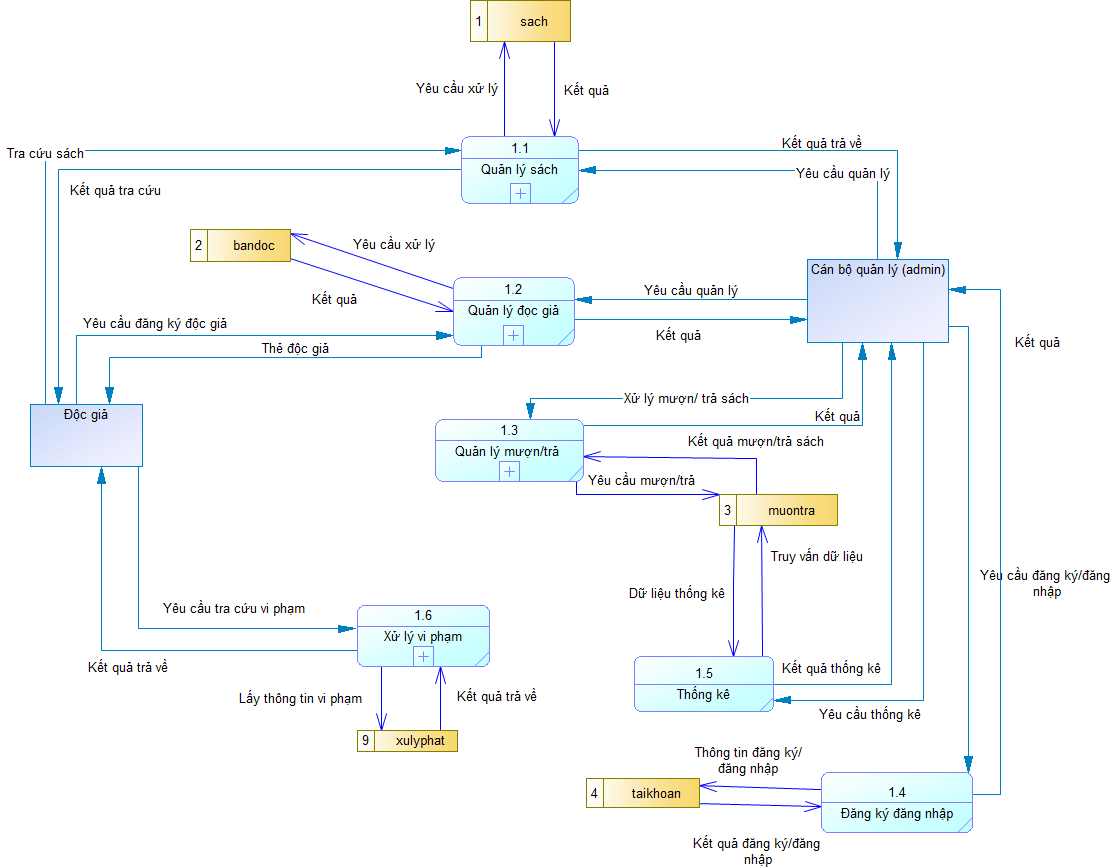 1 sach
Yêu cầu xử lý
Kết quả
1.1
Quản lý sách
Tra cứu sách
Kết quả tra cứu
Kết quả trả về
Yêu cầu quản lý
2 bandoc
Yêu cầu xử lý
Kết quả
1.2
Quản lý đọc giả
Yêu cầu quản lý
Kết quả
Cán bộ quản lý (admin)
Kết quả
Yêu cầu đăng ký độc giả
Thẻ độc giả
Độc giả
Xử lý mượn/ trả sách
Kết quả
1.3
Quản lý mượn/trả
Kết quả mượn/trả sách
Yêu cầu mượn/trả
3 muontra
Truy vấn dữ liệu
Dữ liệu thống kê
Yêu cầu đăng ký/đăng
nhập
Yêu cầu tra cứu vi phạm
1.6
Xử lý vi phạm
Kết quả trả về
Lấy thông tin vi phạm
Kết quả trả về
9 xulyphat
1.5
Thống kê
Kết quả thống kê
Yêu cầu thống kê
Thông tin đăng ký/
đăng nhập
4 taikhoan
1.4
Đăng ký đăng nhập
Kết quả đăng ký/đăng
nhập